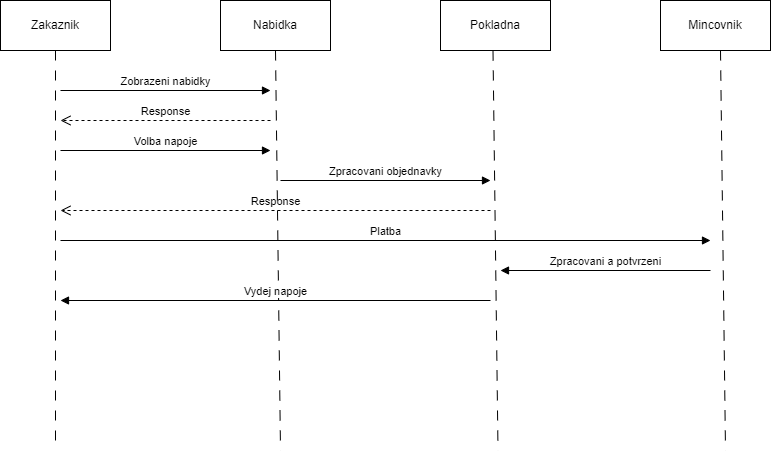 Zakaznik
Nabidka
Pokladna
Mincovnik
Zobrazeni nabidky
Response
Volba napoje
Zpracovani objednavky
Response
Platba
Zpracovani a potvrzeni
Vydej napoje